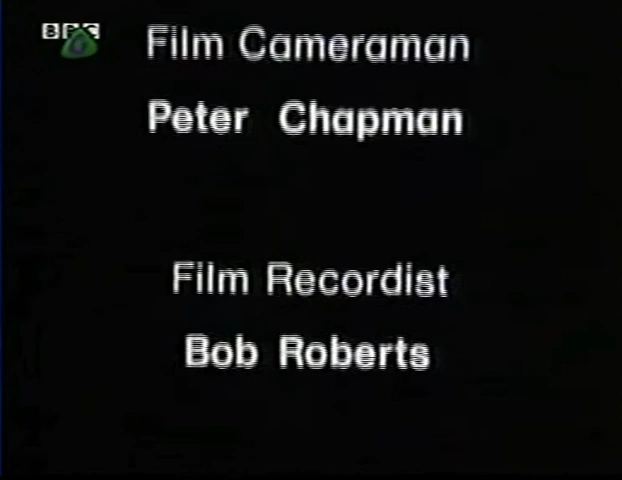 BBC
Film Cameraman
Peter Chapman
Film Recordist
Bob Roberts